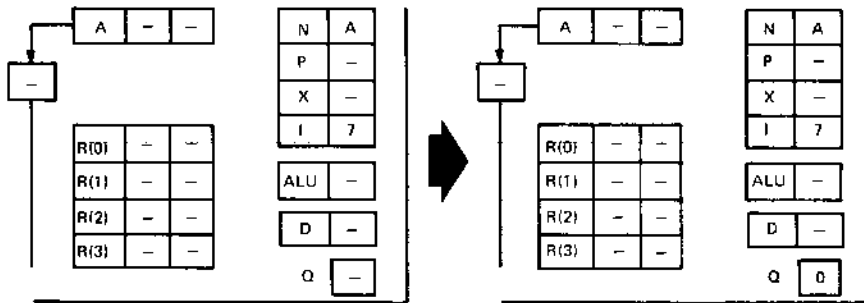 A – –
N A
P –
–
X –
I 7
R(0) – –
R(1) – –
ALU –
R(2) – –
D –
R(3) – –
Q –
A – –
N A
P –
–
X –
I 7
R(0) – –
R(1) – –
ALU –
R(2) – –
D –
R(3) – –
Q 0